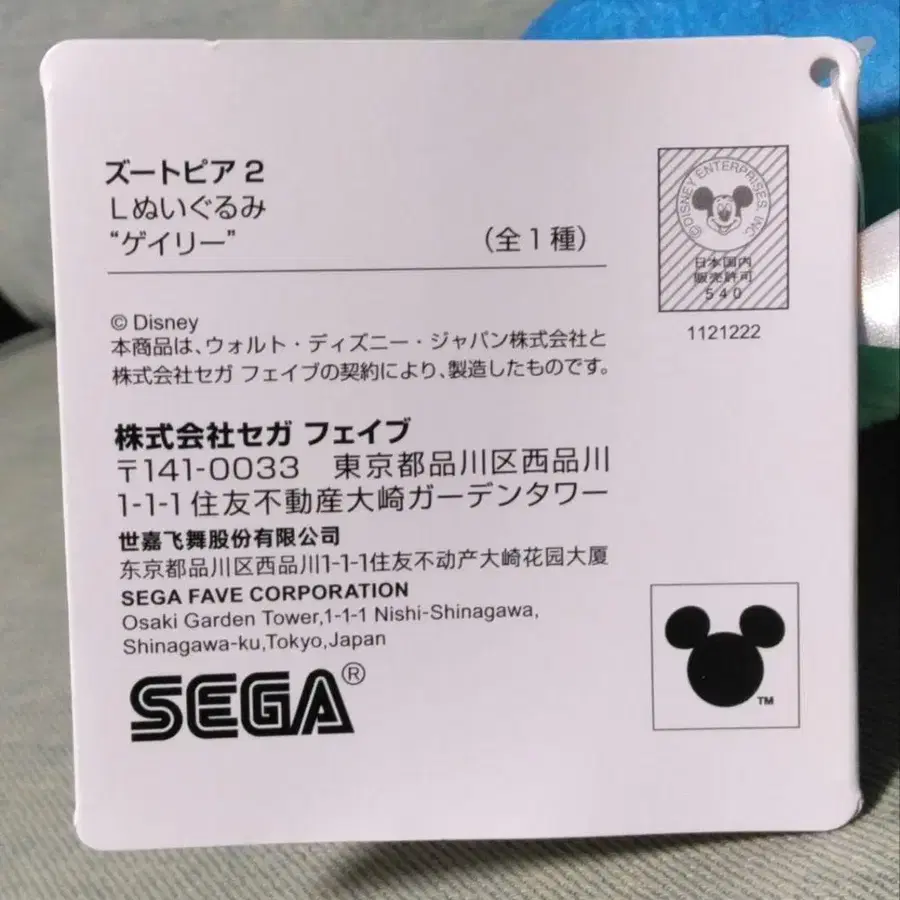 ズートピア2
Lぬいぐるみ
“ゲイリー”
（全1種）
©DISNEY ENTERPRISES, INC.
日本国内
販売許可
540
1121222
© Disney
本商品は、ウォルト・ディズニー・ジャパン株式会社と
株式会社セガ フェイブの契約により、製造したものです。
株式会社セガ フェイブ
〒141-0033 東京都品川区西品川
1-1-1 住友不動産大崎ガーデンタワー
世嘉飞舞股份有限公司
东京都品川区西品川1-1-1住友不动产大崎花园大厦
SEGA FAVE CORPORATION
Osaki Garden Tower,1-1-1 Nishi-Shinagawa,
Shinagawa-ku,Tokyo,Japan
SEGA®
TM